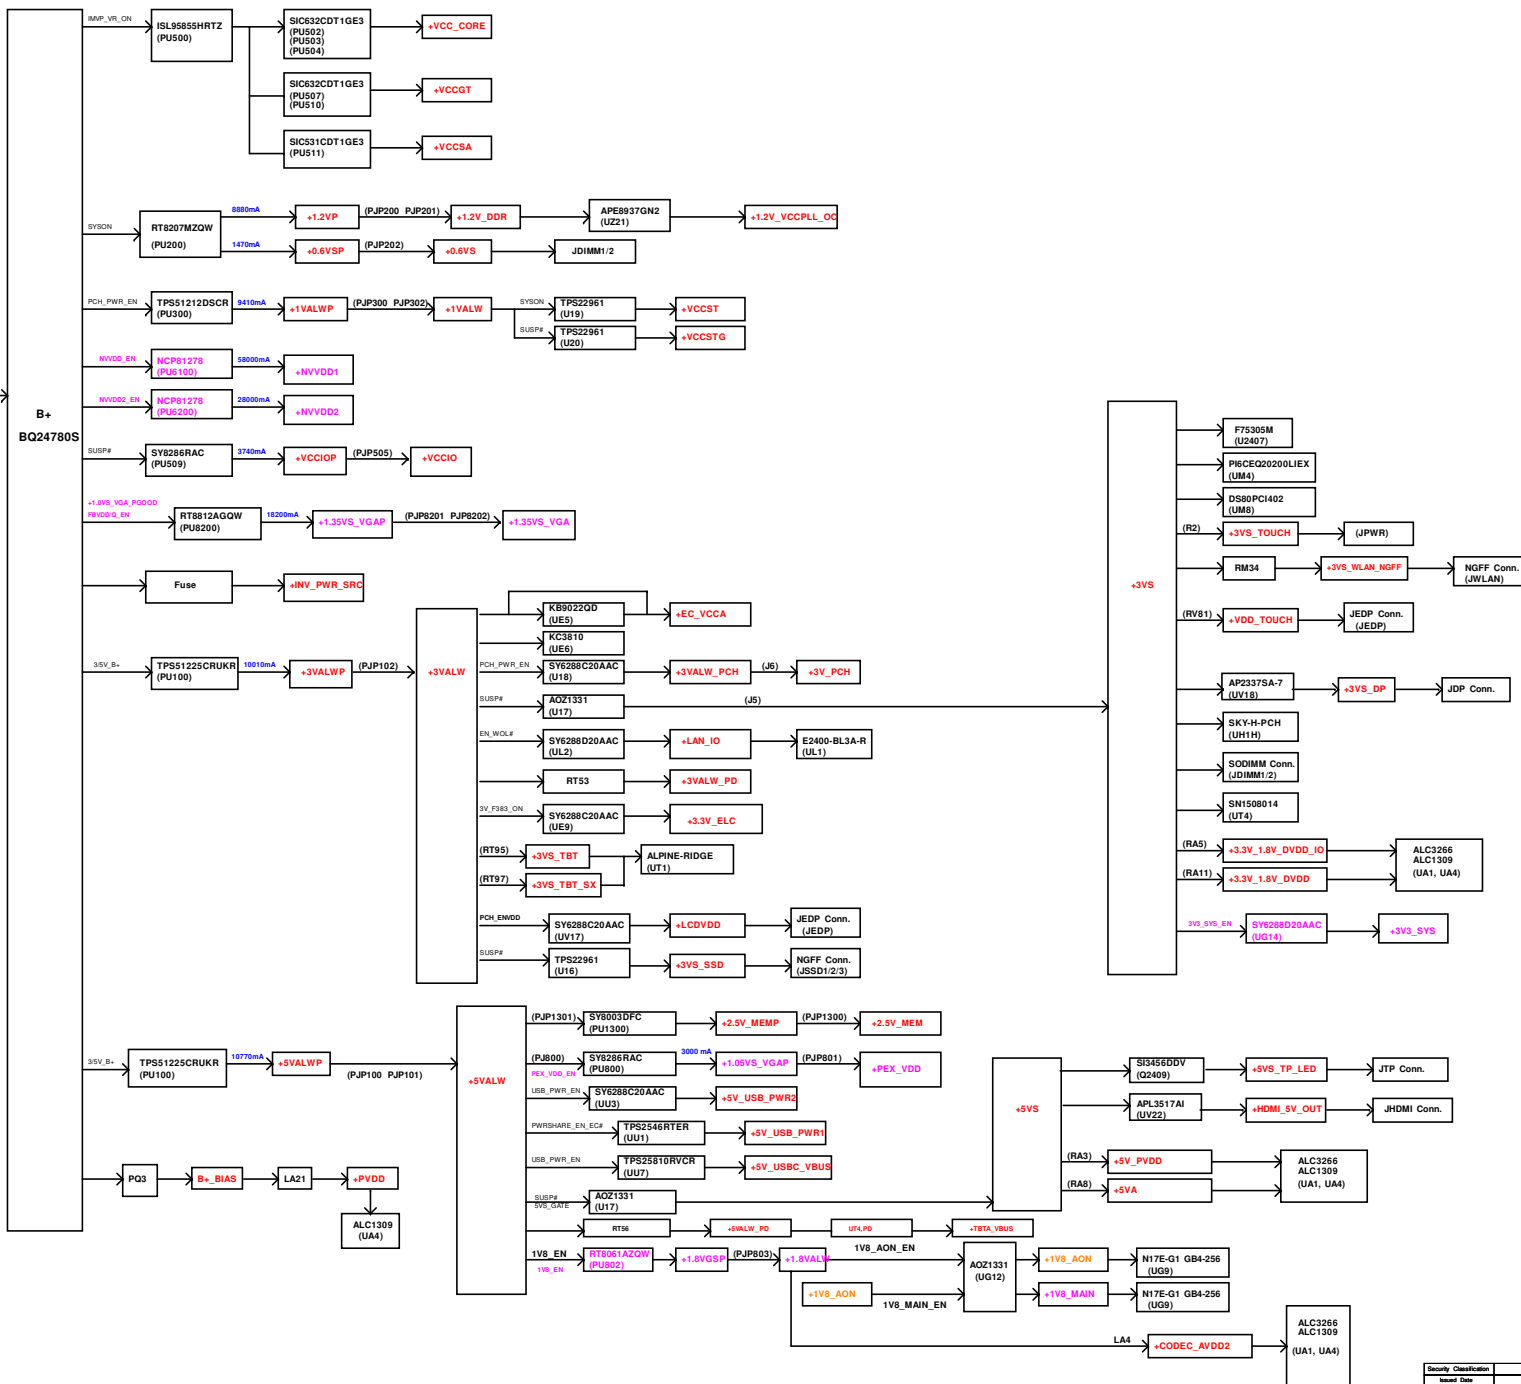 B+
BQ24780S
IMVP_VR_ON
ISL95855HRTZ
(PU500)
SIC632CDT1GE3
(PU502)
(PU503)
(PU504)
+VCC_CORE
SIC632CDT1GE3
(PU507)
(PU510)
+VCCGT
SIC531CDT1GE3
(PU511)
+VCCSA
SYSON
RT8207MZQW
(PU200)
8880mA
+1.2VP
(PJP200 PJP201)
+1.2V_DDR
APE8937GN2
(UZ21)
+1.2V_VCCPLL_OC
1470mA
+0.6VSP
(PJP202)
+0.6VS
JDIMM1/2
PCH_PWR_EN
TPS51212DSCR
(PU300)
9410mA
+1VALWP
(PJP300 PJP302)
+1VALW
SYSON
TPS22961
(U19)
+VCCST
SUSP#
TPS22961
(U20)
+VCCSTG
NVVDD_EN
NCP81278
(PU6100)
58000mA
+NVVDD1
NVVDD2_EN
NCP81278
(PU6200)
28000mA
+NVVDD2
SUSP#
SY8286RAC
(PU509)
3740mA
+VCCIOP
(PJP505)
+VCCIO
+1.0VS_VGA_PGOOD
FBVDD/Q_EN
RT8812AGQW
(PU8200)
18200mA
+1.35VS_VGAP
(PJP8201 PJP8202)
+1.35VS_VGA
Fuse
+INV_PWR_SRC
3/5V_B+
TPS51225CRUKR
(PU100)
10010mA
+3VALWP
(PJP102)
+3VALW
KB9022QD
(UE5)
+EC_VCCA
KC3810
(UE6)
PCH_PWR_EN
SY6288C20AAC
(U18)
+3VALW_PCH
(J6)
+3V_PCH
SUSP#
AOZ1331
(U17)
(J5)
EN_WOL#
SY6288D20AAC
(UL2)
+LAN_IO
E2400-BL3A-R
(UL1)
RT53
+3VALW_PD
3V_F383_ON
SY6288C20AAC
(UE9)
+3.3V_ELC
(RT95)
+3VS_TBT
ALPINE-RIDGE
(UT1)
(RT97)
+3VS_TBT_SX
PCH_ENVDD
SY6288C20AAC
(UV17)
+LCDVDD
JEDP Conn.
(JEDP)
SUSP#
TPS22961
(U16)
+3VS_SSD
NGFF Conn.
(JSSD1/2/3)
+3VS
F75305M
(U2407)
PI6CEQ20200LIEX
(UM4)
DS80PCI402
(UM8)
(R2)
+3VS_TOUCH
(JPWR)
RM34
+3VS_WLAN_NGFF
NGFF Conn.
(JWLAN)
(RV81)
+VDD_TOUCH
JEDP Conn.
(JEDP)
AP2337SA-7
(UV18)
+3VS_DP
JDP Conn.
SKY-H-PCH
(UH1H)
SODIMM Conn.
(JDIMM1/2)
SN1508014
(UT4)
(RA5)
+3.3V_1.8V_DVDD_IO
ALC3266
ALC1309
(UA1, UA4)
(RA11)
+3.3V_1.8V_DVDD
3V3_SYS_EN
SY6288D20AAC
(UG14)
+3V3_SYS
3/5V_B+
TPS51225CRUKR
(PU100)
10770mA
+5VALWP
(PJP100 PJP101)
+5VALW
(PJP1301)
SY8003DFC
(PU1300)
+2.5V_MEMP
(PJP1300)
+2.5V_MEM
(PJ800)
PEX_VDD_EN
SY8286RAC
(PU800)
3000 mA
+1.05VS_VGAP
(PJP801)
+PEX_VDD
USB_PWR_EN
SY6288C20AAC
(UU3)
+5V_USB_PWR2
PWRSHARE_EN_EC#
TPS2546RTER
(UU1)
+5V_USB_PWR1
USB_PWR_EN
TPS25810RVCR
(UU7)
+5V_USBC_VBUS
SUSP#
5VS_GATE
AOZ1331
(U17)
RT56
+5VALW_PD
UT4,PD
+TBTA_VBUS
1V8_EN
1V8_EN
RT8061AZQW
(PU802)
+1.8VGSP
(PJP803)
+1.8VALW
1V8_AON_EN
AOZ1331
(UG12)
+1V8_AON
N17E-G1 GB4-256
(UG9)
+1V8_AON
1V8_MAIN_EN
+1V8_MAIN
N17E-G1 GB4-256
(UG9)
LA4
+CODEC_AVDD2
ALC3266
ALC1309
(UA1, UA4)
+5VS
SI3456DDV
(Q2409)
+5VS_TP_LED
JTP Conn.
APL3517AI
(UV22)
+HDMI_5V_OUT
JHDMI Conn.
(RA3)
+5V_PVDD
ALC3266
ALC1309
(UA1, UA4)
(RA8)
+5VA
PQ3
B+_BIAS
LA21
+PVDD
ALC1309
(UA4)
Security Classification
Issued Date